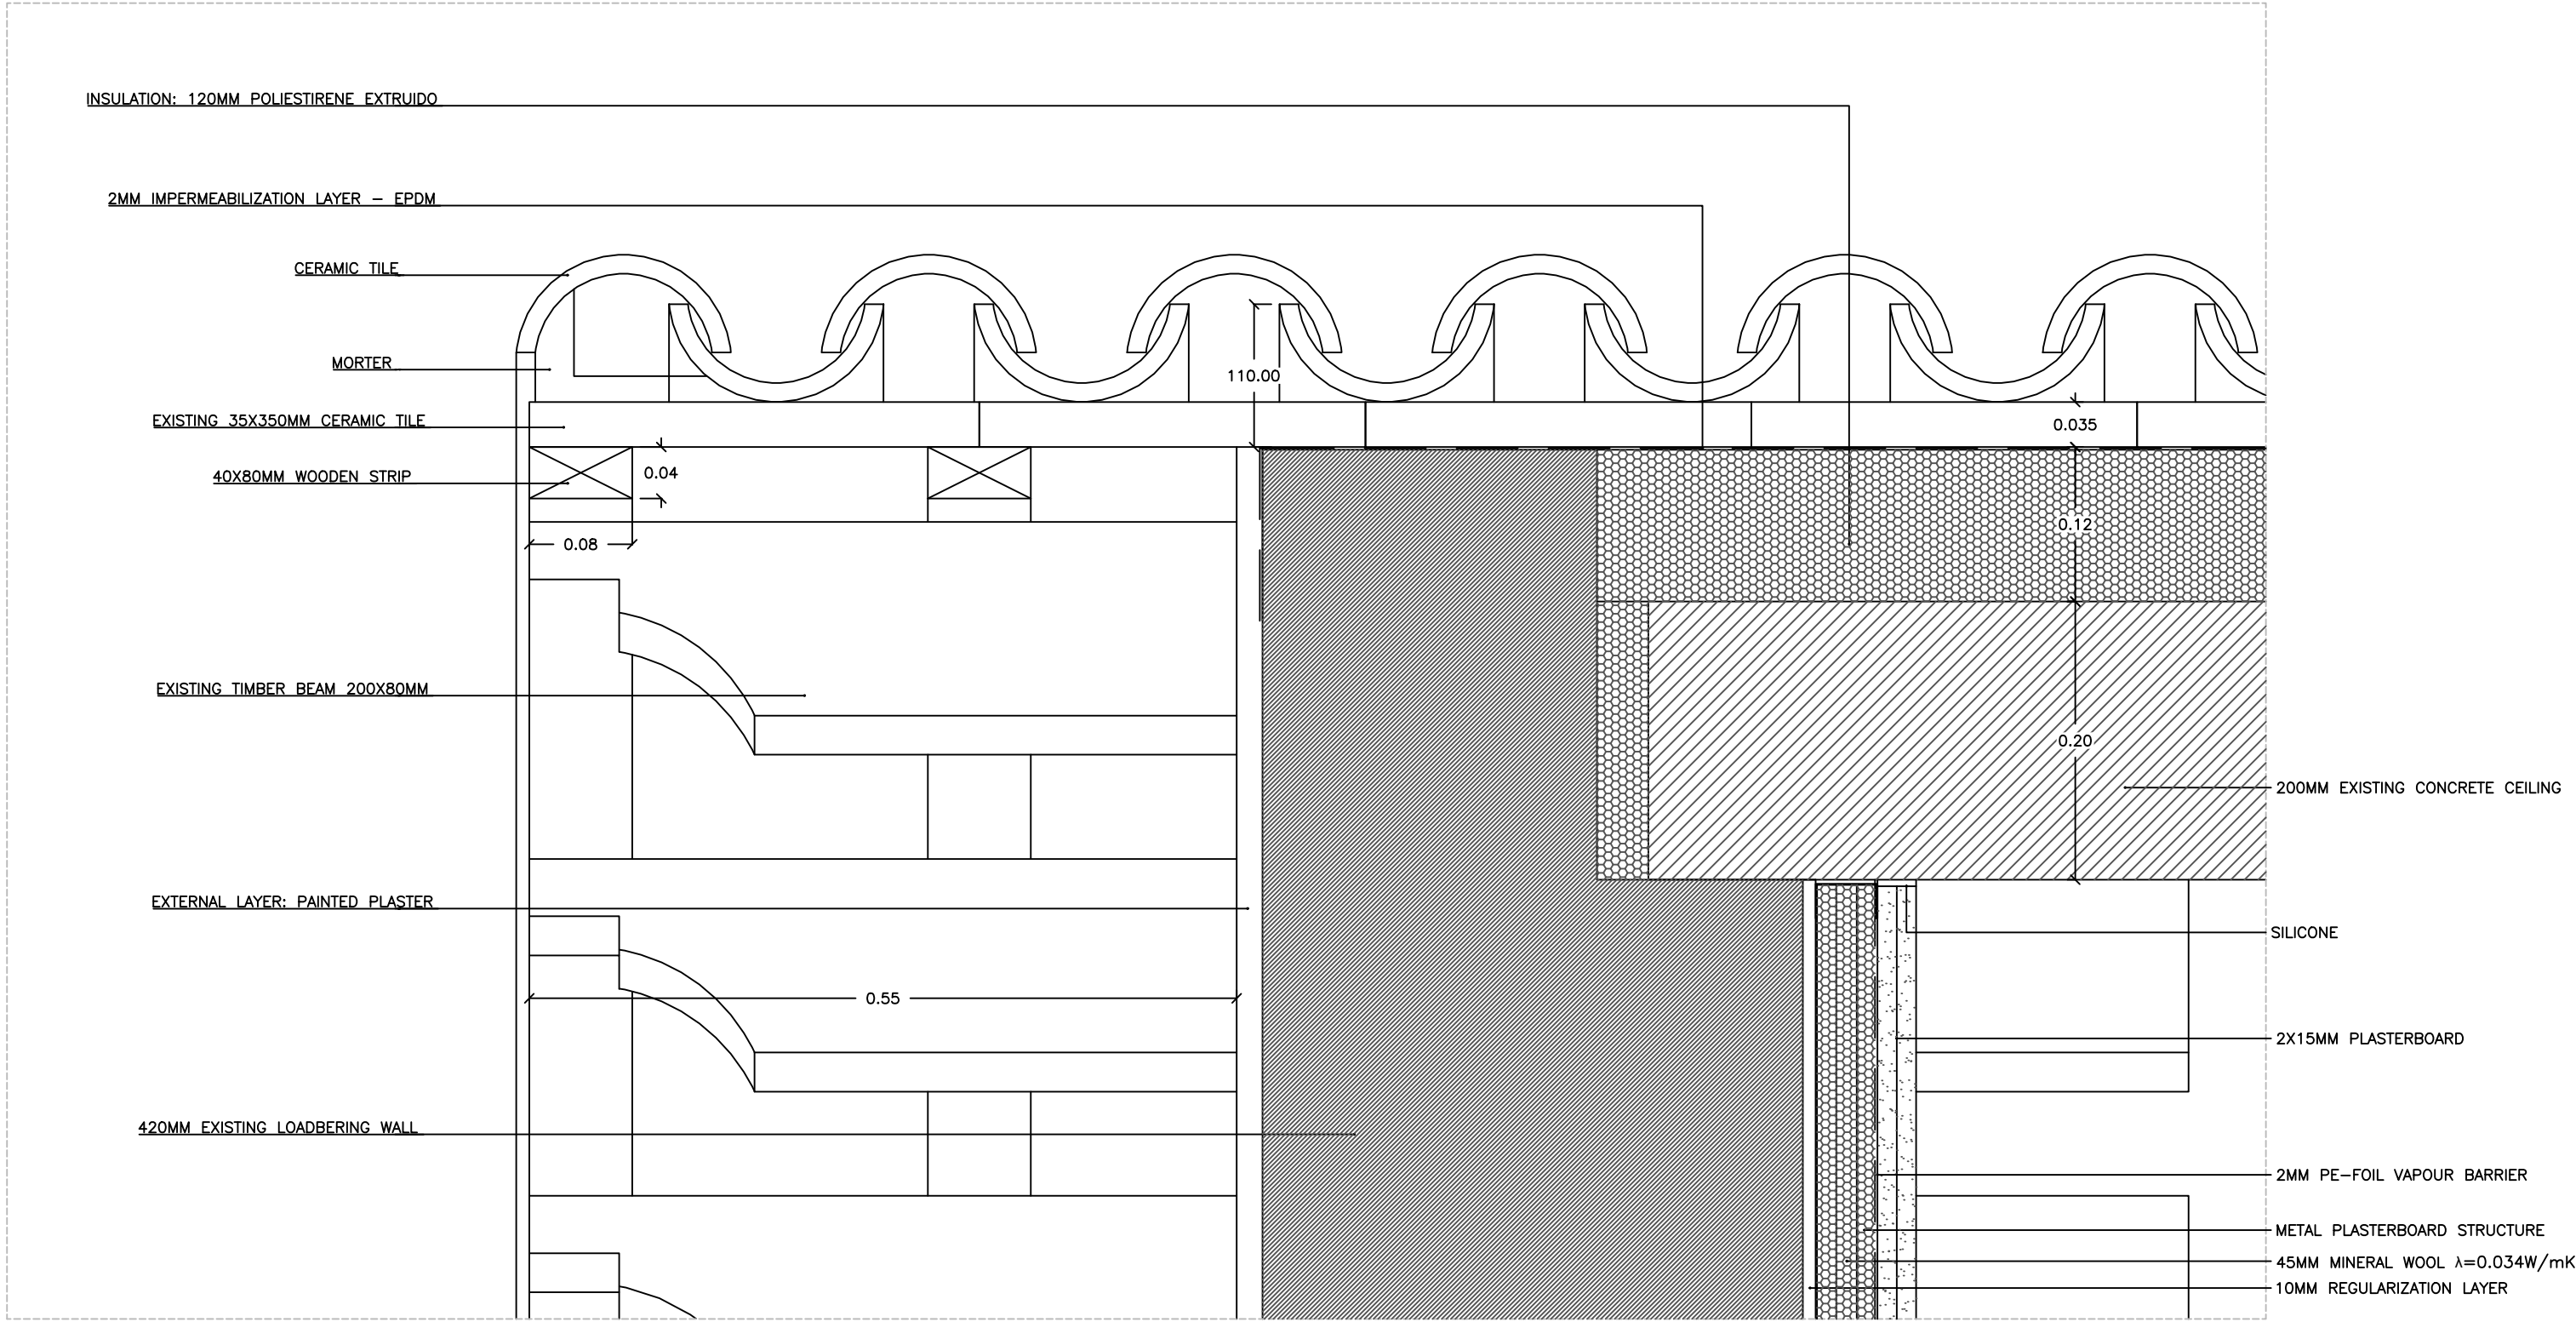 INSULATION: 120MM POLIESTIRENE EXTRUIDO
2MM IMPERMEABILIZATION LAYER – EPDM
CERAMIC TILE
MORTER
110.00
EXISTING 35X350MM CERAMIC TILE
0.035
40X80MM WOODEN STRIP
0.04
0.08
0.12
EXISTING TIMBER BEAM 200X80MM
0.20
200MM EXISTING CONCRETE CEILING
EXTERNAL LAYER: PAINTED PLASTER
SILICONE
0.55
2X15MM PLASTERBOARD
420MM EXISTING LOADBERING WALL
2MM PE–FOIL VAPOUR BARRIER
METAL PLASTERBOARD STRUCTURE
45MM MINERAL WOOL λ=0.034W/mK
10MM REGULARIZATION LAYER